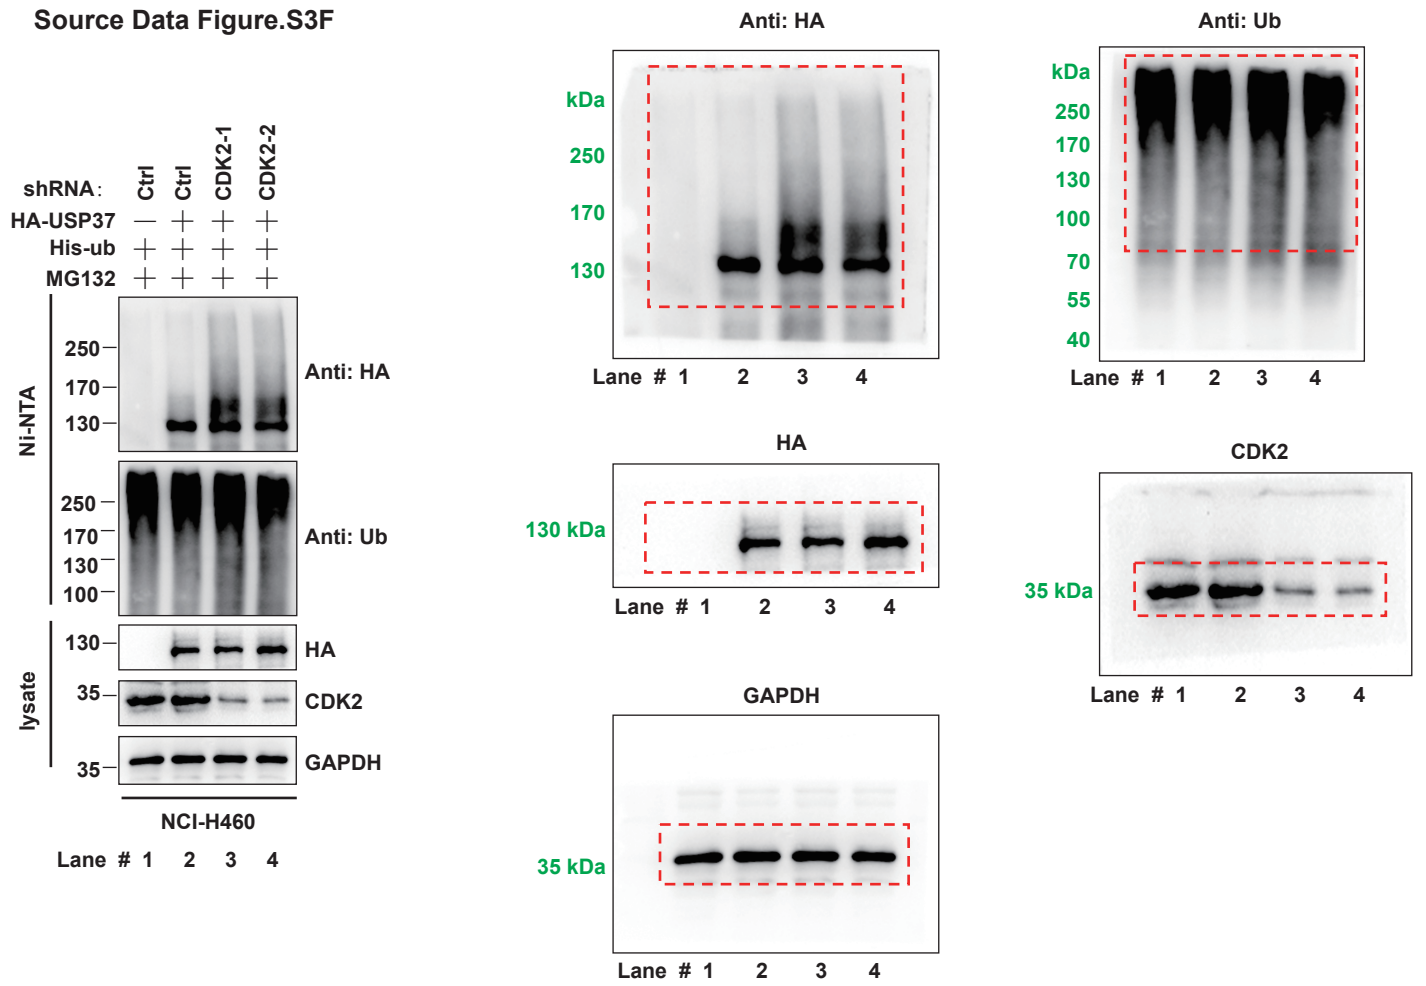 Source Data Figure.S3F
shRNA: Ctrl Ctrl CDK2-1 CDK2-2
HA-USP37 — + + +
His-ub + + + +
MG132 + + + +
Ni-NTA
250
170
130
Anti: HA
250
170
130
100
Anti: Ub
lysate
130
HA
35
CDK2
35
GAPDH
NCI-H460
Lane # 1 2 3 4
Anti: HA
kDa
250
170
130
Lane # 1 2 3 4
Anti: Ub
kDa
250
170
130
100
70
55
40
Lane # 1 2 3 4
HA
130 kDa
Lane # 1 2 3 4
CDK2
35 kDa
Lane # 1 2 3 4
GAPDH
35 kDa
Lane # 1 2 3 4